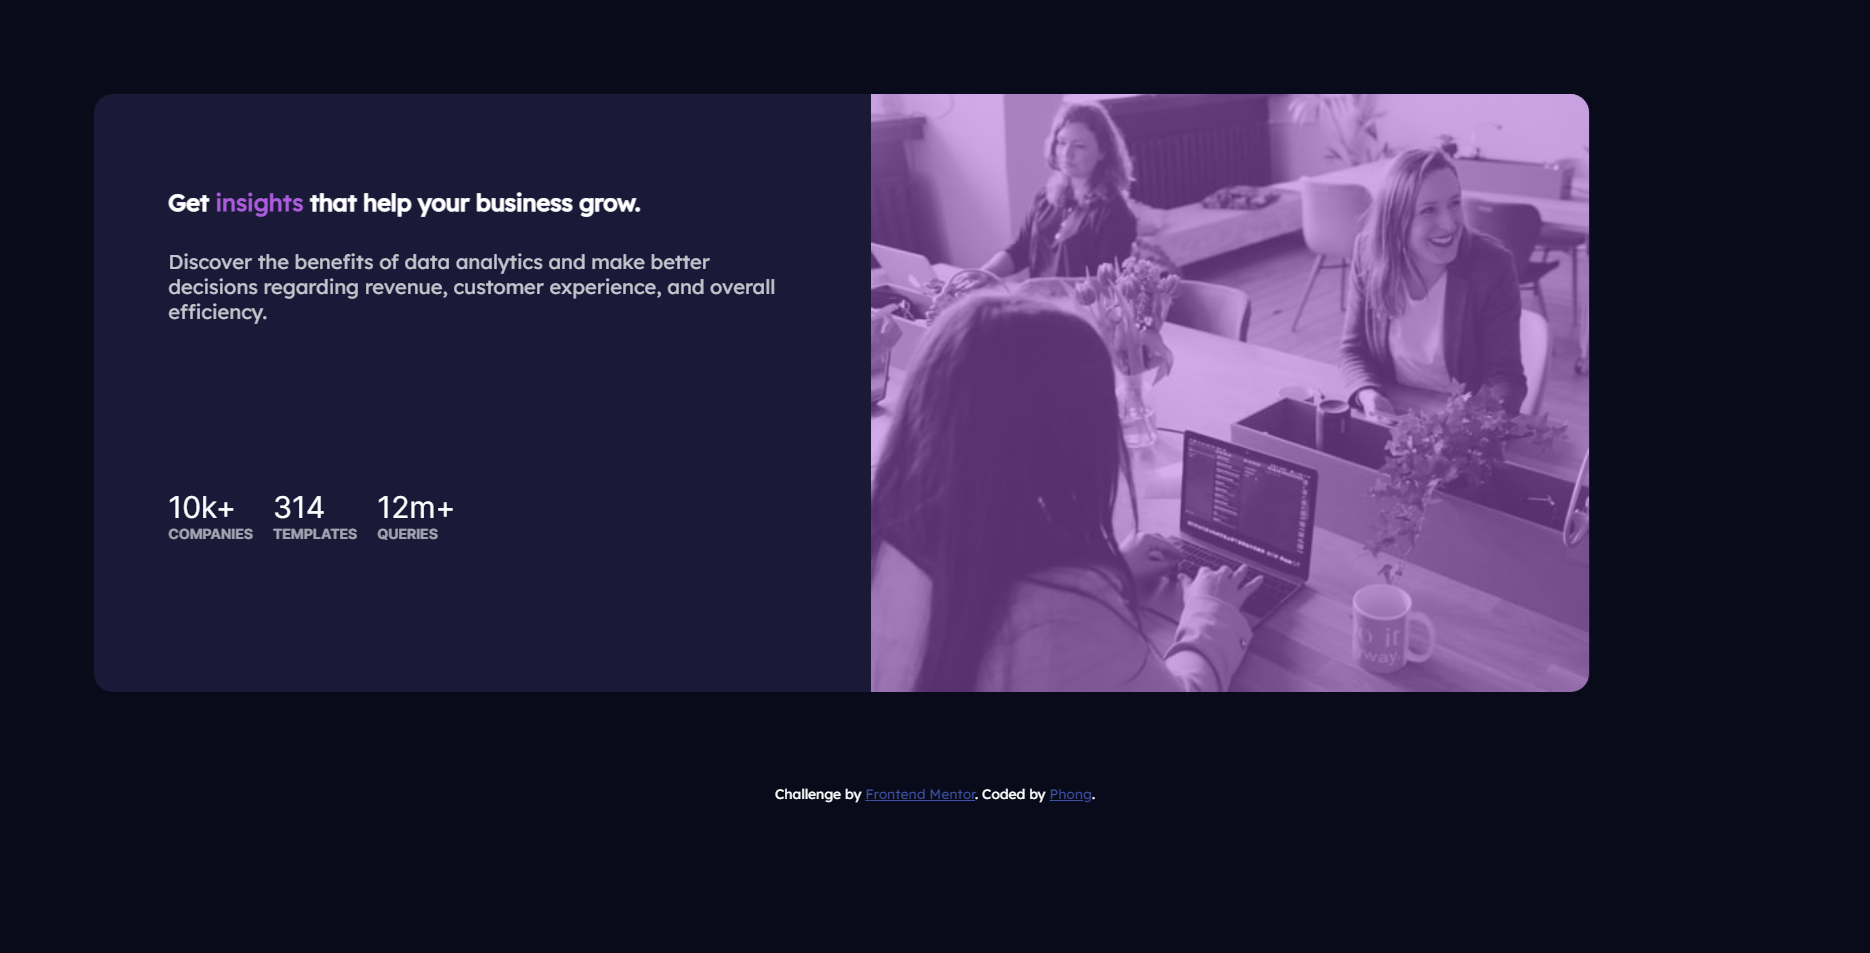 Get insights that help your business grow.
Discover the benefits of data analytics and make better
decisions regarding revenue, customer experience, and overall
efficiency.
10k+ 314 12m+
COMPANIES TEMPLATES QUERIES
Challenge by Frontend Mentor. Coded by Phong.